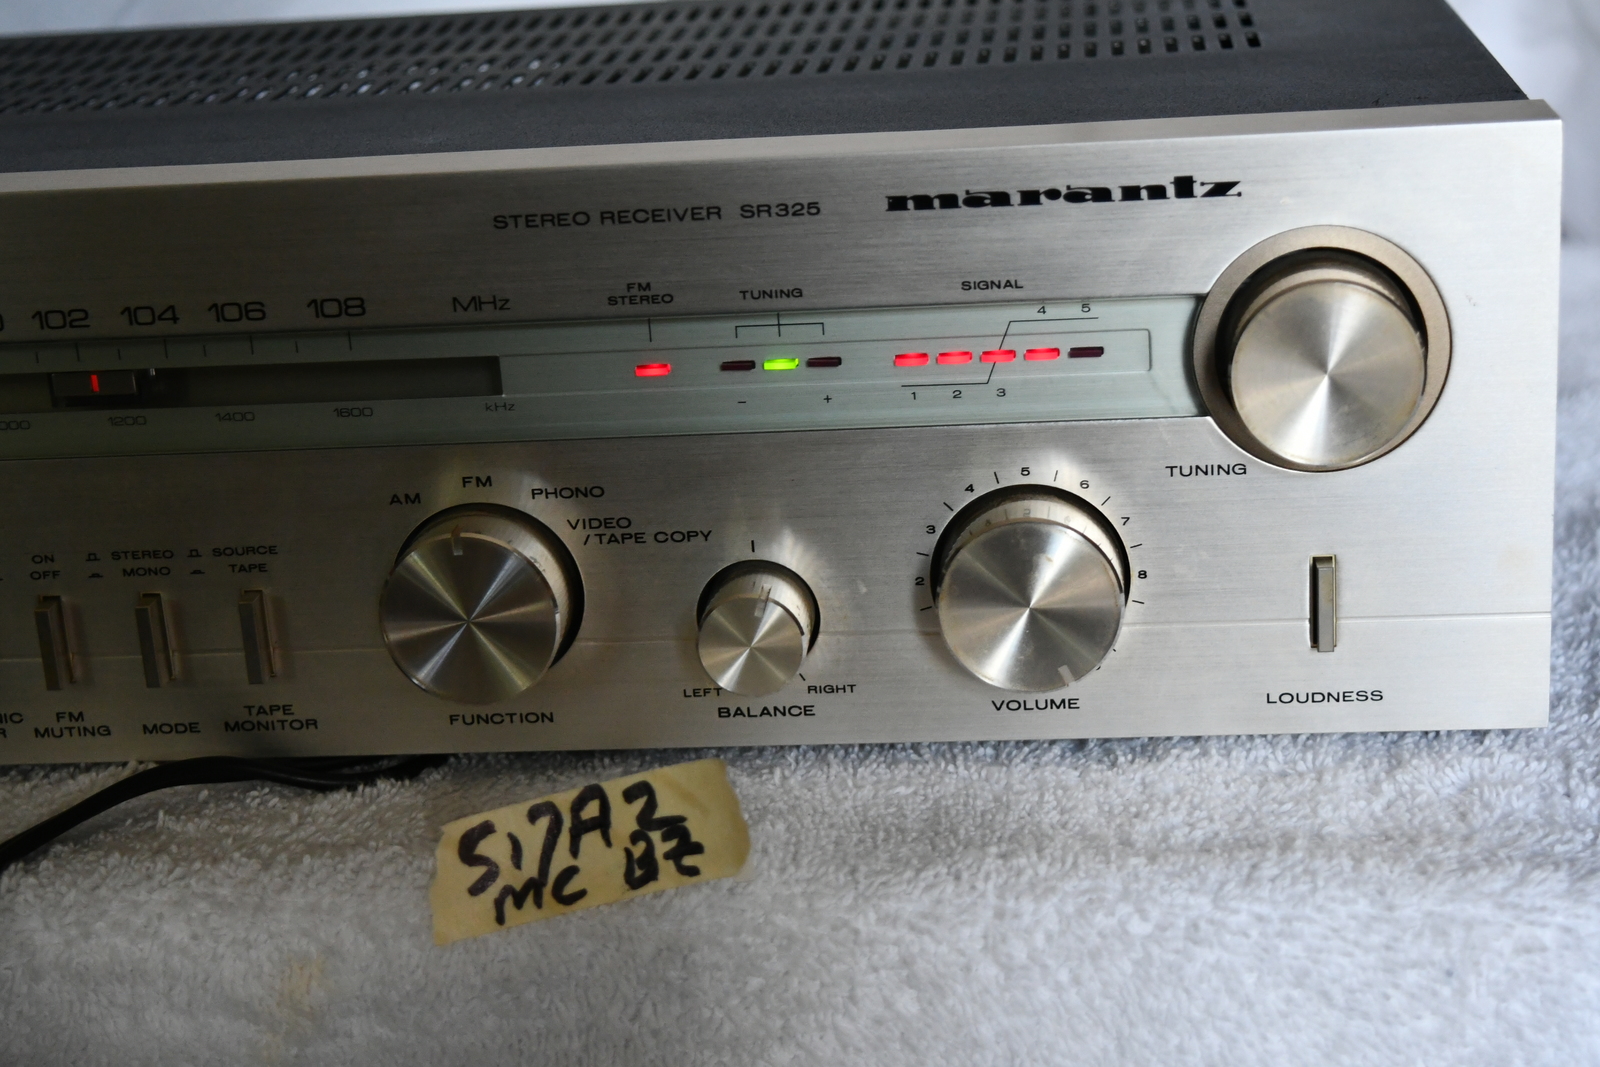 marantz
STEREO RECEIVER SR325
102 104 106 108 MHz
FM
STEREO
TUNING
- +
SIGNAL
4 5
1 2 3
1200 1400 1600 kHz
TUNING
AM FM PHONO
VIDEO
/TAPE COPY
FUNCTION
ON
OFF
FM
MUTING
STEREO
MONO
MODE
SOURCE
TAPE
TAPE
MONITOR
LEFT RIGHT
BALANCE
2 3 4 5 6 7 8
VOLUME
LOUDNESS
517A2
MC BZ